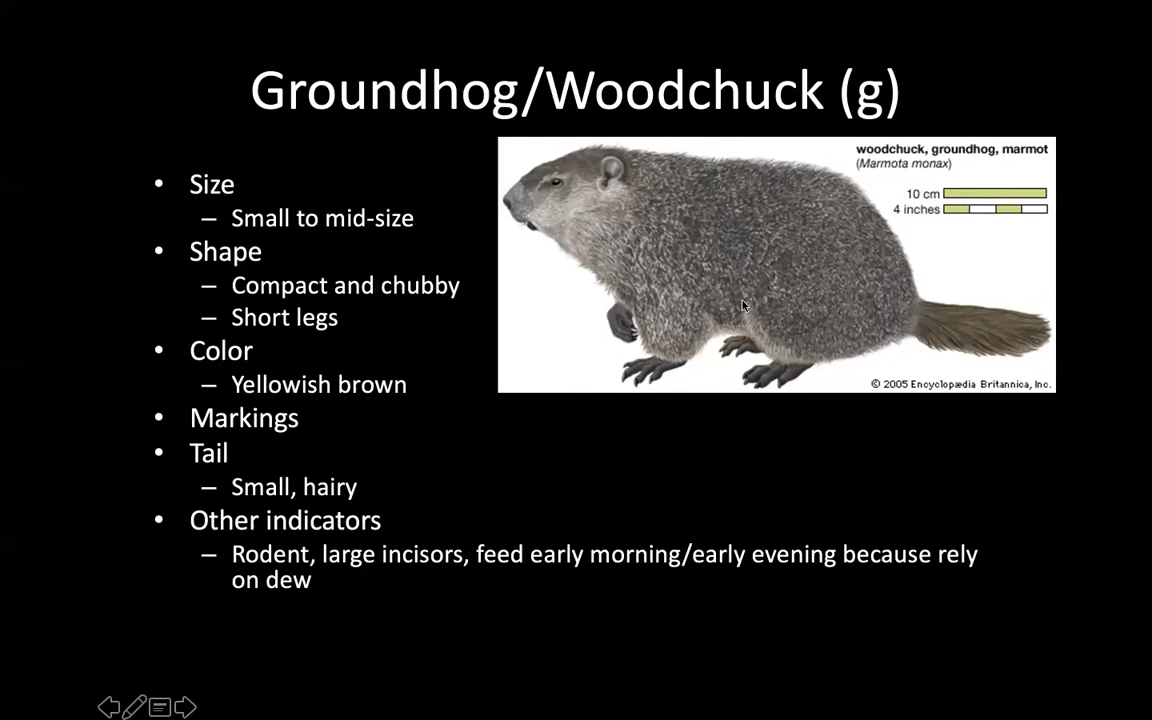 Groundhog/Woodchuck (g)
woodchuck, groundhog, marmot
(Marmota monax)
10 cm
4 inches
© 2005 Encyclopædia Britannica, Inc.
• Size
– Small to mid-size
• Shape
– Compact and chubby
– Short legs
• Color
– Yellowish brown
• Markings
• Tail
– Small, hairy
• Other indicators
– Rodent, large incisors, feed early morning/early evening because rely
on dew